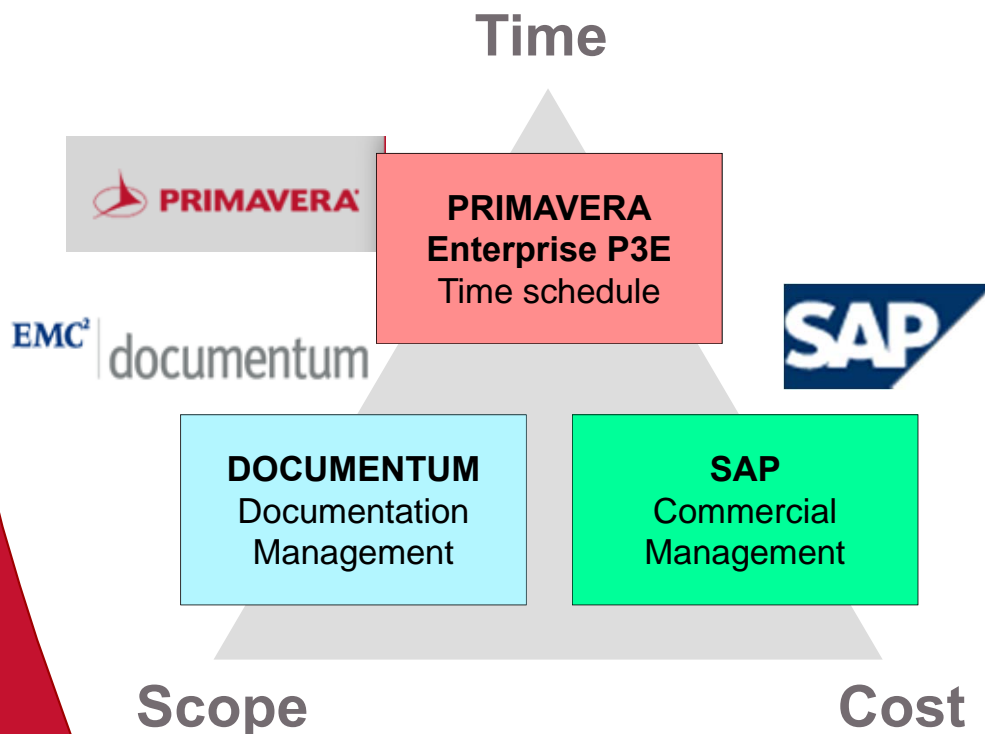 Time
PRIMAVERA
PRIMAVERA
Enterprise P3E
Time schedule
EMC² documentum
SAP
DOCUMENTUM
Documentation
Management
SAP
Commercial
Management
Scope
Cost